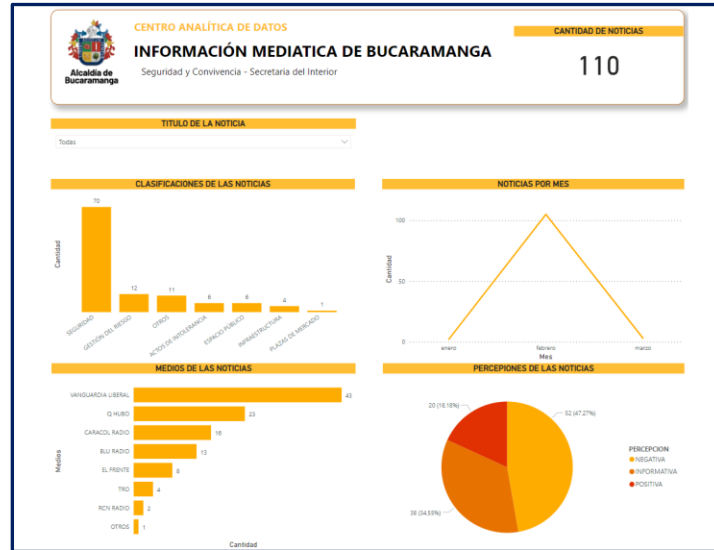 CENTRO ANALÍTICA DE DATOS
INFORMACIÓN MEDIATICA DE BUCARAMANGA
Seguridad y Convivencia - Secretaria del Interior
Alcaldía de
Bucaramanga
CANTIDAD DE NOTICIAS
110
TITULO DE LA NOTICIA
Todas
CLASIFICACIONES DE LAS NOTICIAS
Cantidad
70
12
11
6
6
4
1
SEGURIDAD
GESTIÓN DEL RIESGO
OTROS
ACTOS DE INTOLERANCIA
ESPACIO PÚBLICO
INFRAESTRUCTURA
PLAZAS DE MERCADO
NOTICIAS POR MES
Cantidad
100
50
0
enero
febrero
marzo
Mes
MEDIOS DE LAS NOTICIAS
Medios
VANGUARDIA LIBERAL 43
Q HUBO 23
CARACOL RADIO 16
BLU RADIO 13
EL FRENTE 8
TRO 4
RCN RADIO 2
OTROS 1
Cantidad
PERCEPIONES DE LAS NOTICIAS
20 (18.18%)
52 (47.27%)
38 (34.55%)
PERCEPCION
NEGATIVA
INFORMATIVA
POSITIVA